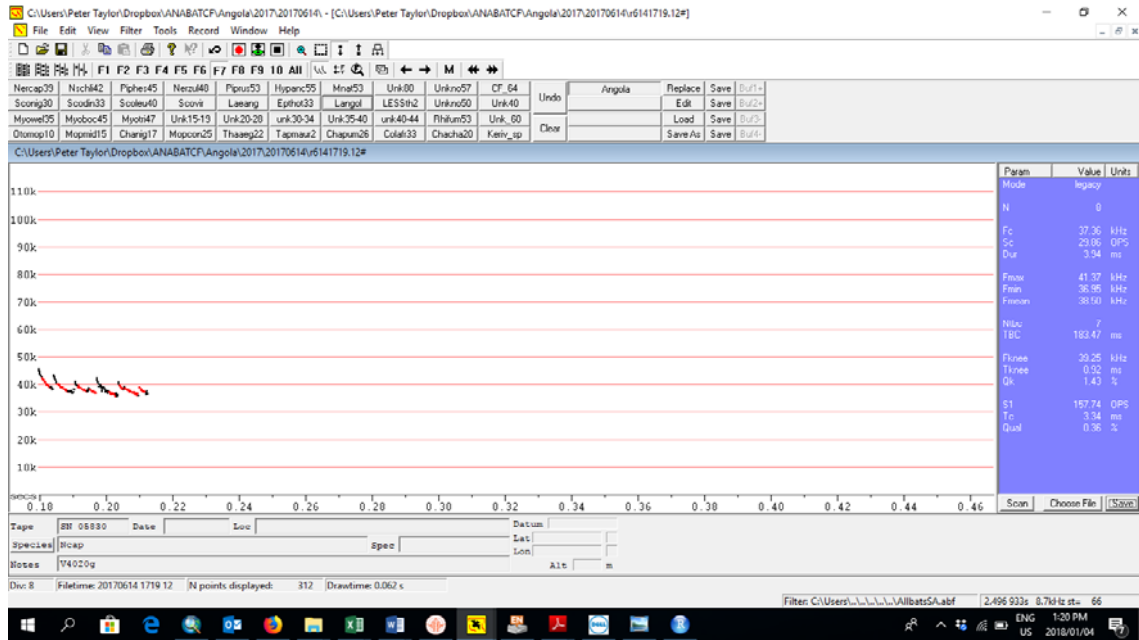 C:\Users\Peter Taylor\Dropbox\ANABATCF\Angola\2017\20170614\ - [C:\Users\Peter Taylor\Dropbox\ANABATCF\Angola\2017\20170614\r6141719.12#]
File Edit View Filter Tools Record Window Help
F1 F2 F3 F4 F5 F6 F7 F8 F9 10 All M
Nercap39 Nschli42 Piphes45 Nerzul48 Piprus53 Hypanc55 Mnat53 Unk00 Unkno57 CF_64 Undo Angola Replace Save Buf1+
Sconig30 Scodin33 Scoleu40 Scovir Laeang Epthot33 Langol LESSth2 Unkno50 Unk40 Edit Save Buf2+
Myowel35 Myoboc45 Myotri47 Unk15-19 Unk20-28 unk30-34 Unk35-40 unk40-44 Rhifum53 Unk_60 Clear Load Save Buf3-
Otomop10 Mopmid15 Chanig17 Mopcon25 Thaaeg22 Tapmaur2 Chapum26 Colafr33 Chacha20 Keriv_sp Save As Save Buf4-
C:\Users\Peter Taylor\Dropbox\ANABATCF\Angola\2017\20170614\r6141719.12#
Param Value Units
Mode legacy
N 0
Fc 37.36 kHz
Sc 29.06 OPS
Dur 3.94 ms
Fmax 41.37 kHz
Fmin 36.95 kHz
Fmean 38.50 kHz
Ntbc 7
TBC 183.47 ms
Fknee 39.25 kHz
Tknee 0.92 ms
Qk 1.43 %
S1 157.74 OPS
Tc 3.34 ms
Qual 0.36 %
110k
100k
90k
80k
70k
60k
50k
40k
30k
20k
10k
secs
0.18 0.20 0.22 0.24 0.26 0.28 0.30 0.32 0.34 0.36 0.38 0.40 0.42 0.44 0.46
Scan Choose File Save
Tape SN 05830 Date Loc Datum
Species Ncap Spec Lat
Lon
Notes V4020g Alt m
Div: 8 Filetime: 20170614 1719 12 N points displayed: 312 Drawtime: 0.062 s
Filter: C:\Users\...\...\...\...\AllbatsSA.abf 2.496 933s 8.7kHz st= 66
ENG 1:20 PM
US 2018/01/04